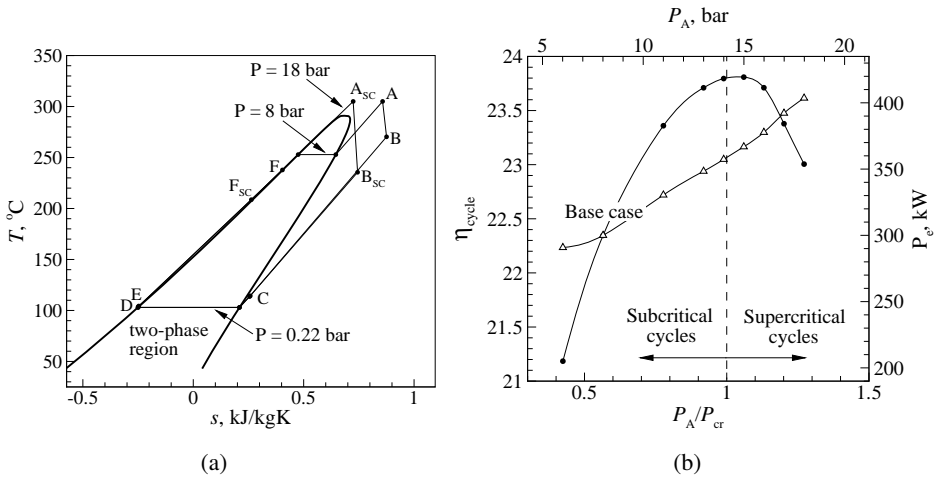 350
300
250
200
150
100
50
T, °C
-0.5
0
0.5
1
s, kJ/kgK
P = 18 bar
P = 8 bar
A_SC
A
B
B_SC
F
F_SC
E
D
C
two-phase
region
P = 0.22 bar
(a)
P_A, bar
5
10
15
20
24
23.5
23
22.5
22
21.5
21
η_cycle
400
350
300
250
200
P_e, kW
Base case
Subcritical
cycles
Supercritical
cycles
0.5
1
1.5
P_A/P_cr
(b)